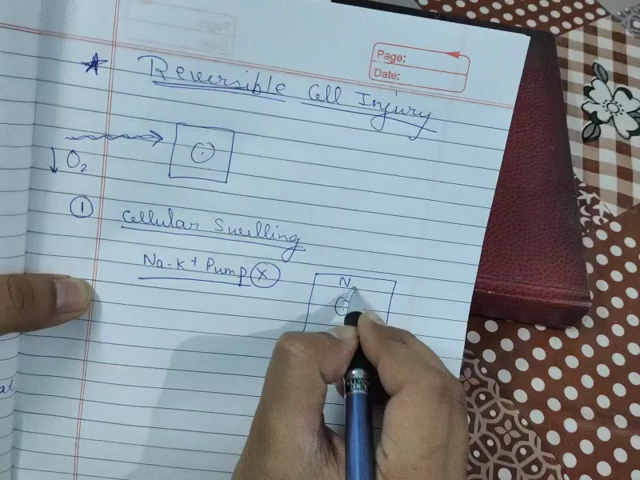 Page:
Date:
Reversible Cell Injury
↓ O2
① Cellular Swelling
Na-K+ Pump ⓧ
N